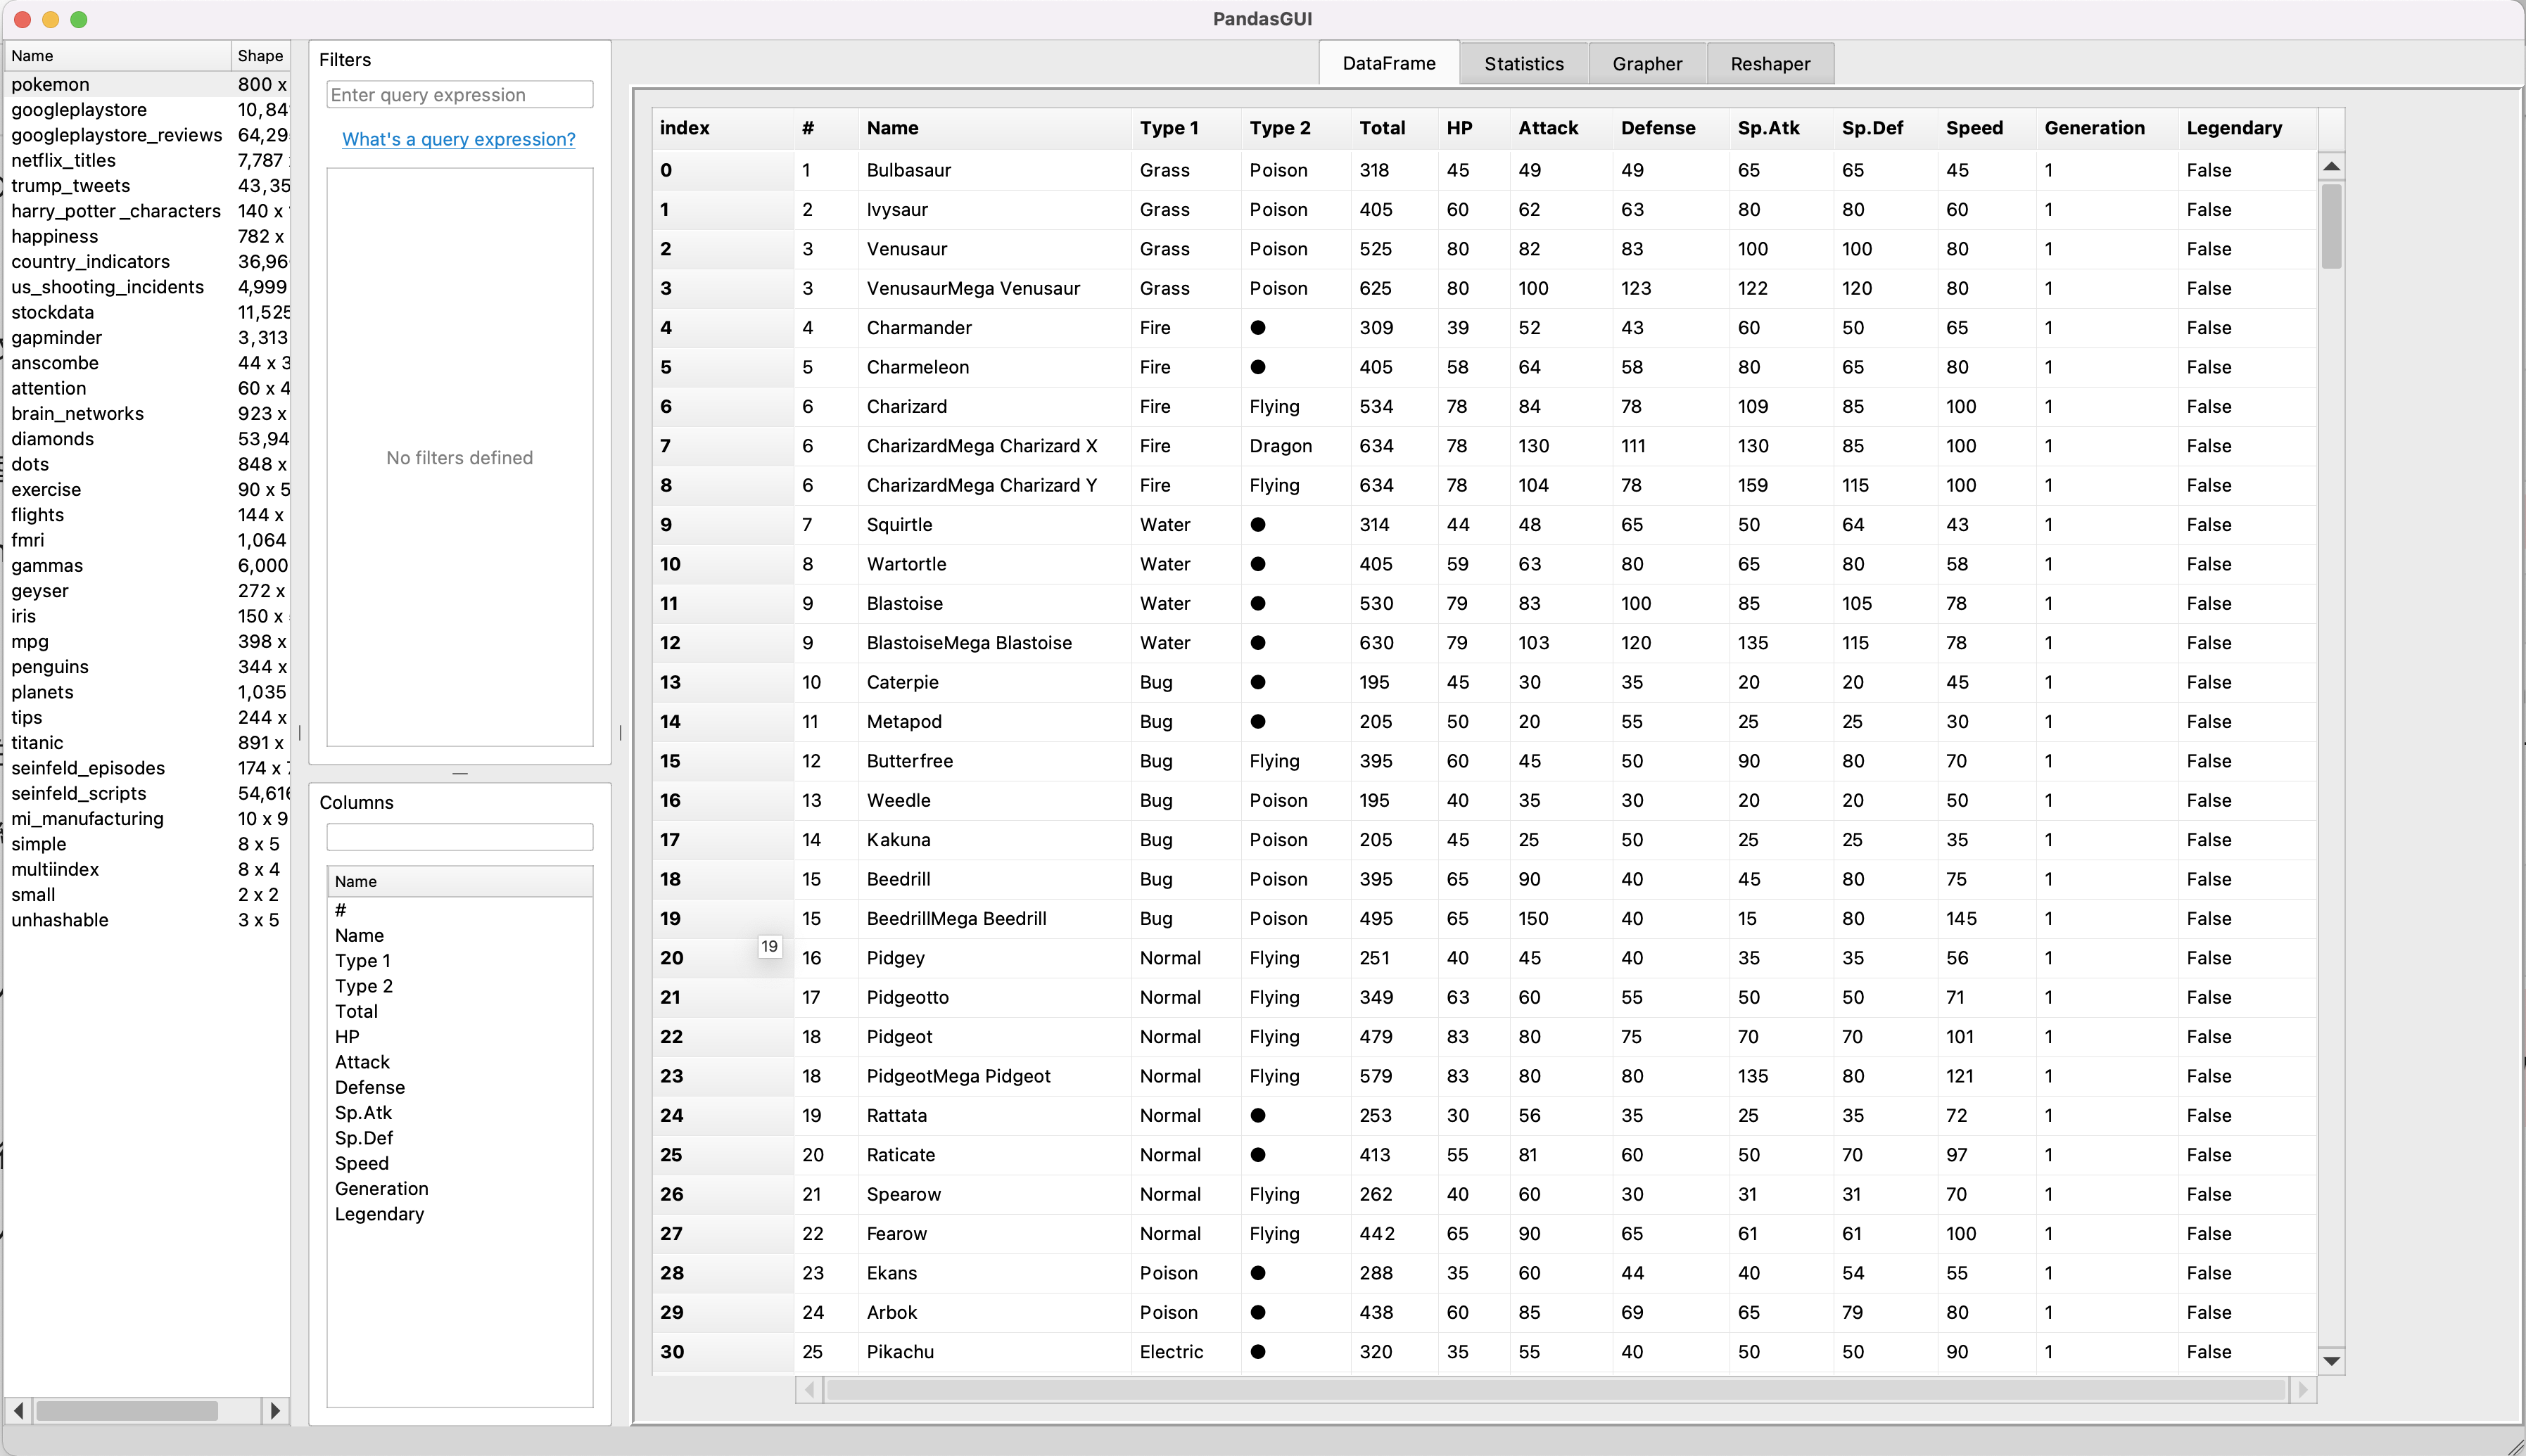 PandasGUI
Name Shape
pokemon 800 x
googleplaystore 10,84
googleplaystore_reviews 64,29
netflix_titles 7,787
trump_tweets 43,35
harry_potter_characters 140 x
happiness 782 x
country_indicators 36,96
us_shooting_incidents 4,999
stockdata 11,525
gapminder 3,313
anscombe 44 x 3
attention 60 x 4
brain_networks 923 x
diamonds 53,94
dots 848 x
exercise 90 x 5
flights 144 x
fmri 1,064
gammas 6,000
geyser 272 x
iris 150 x
mpg 398 x
penguins 344 x
planets 1,035
tips 244 x
titanic 891 x
seinfeld_episodes 174 x
seinfeld_scripts 54,616
mi_manufacturing 10 x 9
simple 8 x 5
multiindex 8 x 4
small 2 x 2
unhashable 3 x 5
Filters
Enter query expression
What's a query expression?
No filters defined
Columns
Name
#
Name
Type 1
Type 2
Total
HP
Attack
Defense
Sp.Atk
Sp.Def
Speed
Generation
Legendary
DataFrame Statistics Grapher Reshaper
index # Name Type 1 Type 2 Total HP Attack Defense Sp.Atk Sp.Def Speed Generation Legendary
0 1 Bulbasaur Grass Poison 318 45 49 49 65 65 45 1 False
1 2 Ivysaur Grass Poison 405 60 62 63 80 80 60 1 False
2 3 Venusaur Grass Poison 525 80 82 83 100 100 80 1 False
3 3 VenusaurMega Venusaur Grass Poison 625 80 100 123 122 120 80 1 False
4 4 Charmander Fire ● 309 39 52 43 60 50 65 1 False
5 5 Charmeleon Fire ● 405 58 64 58 80 65 80 1 False
6 6 Charizard Fire Flying 534 78 84 78 109 85 100 1 False
7 6 CharizardMega Charizard X Fire Dragon 634 78 130 111 130 85 100 1 False
8 6 CharizardMega Charizard Y Fire Flying 634 78 104 78 159 115 100 1 False
9 7 Squirtle Water ● 314 44 48 65 50 64 43 1 False
10 8 Wartortle Water ● 405 59 63 80 65 80 58 1 False
11 9 Blastoise Water ● 530 79 83 100 85 105 78 1 False
12 9 BlastoiseMega Blastoise Water ● 630 79 103 120 135 115 78 1 False
13 10 Caterpie Bug ● 195 45 30 35 20 20 45 1 False
14 11 Metapod Bug ● 205 50 20 55 25 25 30 1 False
15 12 Butterfree Bug Flying 395 60 45 50 90 80 70 1 False
16 13 Weedle Bug Poison 195 40 35 30 20 20 50 1 False
17 14 Kakuna Bug Poison 205 45 25 50 25 25 35 1 False
18 15 Beedrill Bug Poison 395 65 90 40 45 80 75 1 False
19 15 BeedrillMega Beedrill Bug Poison 495 65 150 40 15 80 145 1 False
19
20 16 Pidgey Normal Flying 251 40 45 40 35 35 56 1 False
21 17 Pidgeotto Normal Flying 349 63 60 55 50 50 71 1 False
22 18 Pidgeot Normal Flying 479 83 80 75 70 70 101 1 False
23 18 PidgeotMega Pidgeot Normal Flying 579 83 80 80 135 80 121 1 False
24 19 Rattata Normal ● 253 30 56 35 25 35 72 1 False
25 20 Raticate Normal ● 413 55 81 60 50 70 97 1 False
26 21 Spearow Normal Flying 262 40 60 30 31 31 70 1 False
27 22 Fearow Normal Flying 442 65 90 65 61 61 100 1 False
28 23 Ekans Poison ● 288 35 60 44 40 54 55 1 False
29 24 Arbok Poison ● 438 60 85 69 65 79 80 1 False
30 25 Pikachu Electric ● 320 35 55 40 50 50 90 1 False